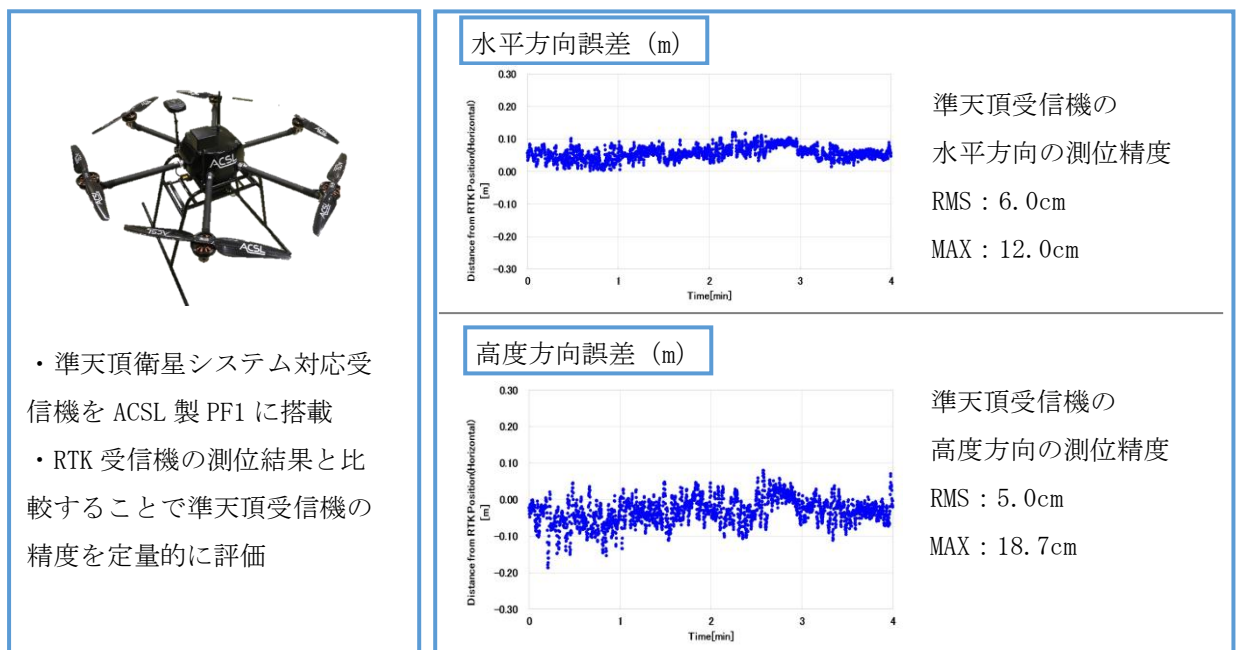 ACSL
ACSL
ACSL
ACSL
ACSL
・準天頂衛星システム対応受
信機を ACSL 製 PF1 に搭載
・RTK 受信機の測位結果と比
較することで準天頂受信機の
精度を定量的に評価
水平方向誤差 (m)
Distance from RTK Position(Horizontal)
[m]
0.30
0.20
0.10
0.00
-0.10
-0.20
-0.30
0 1 2 3 4
Time[min]
準天頂受信機の
水平方向の測位精度
RMS：6.0cm
MAX：12.0cm
高度方向誤差 (m)
Distance from RTK Position(Horizontal)
[m]
0.30
0.20
0.10
0.00
-0.10
-0.20
-0.30
0 1 2 3 4
Time[min]
準天頂受信機の
高度方向の測位精度
RMS：5.0cm
MAX：18.7cm